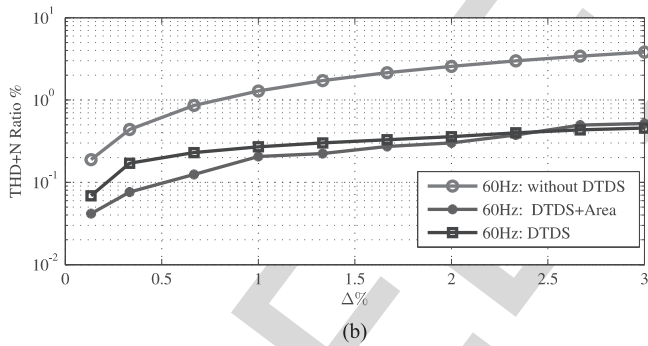 THD+N Ratio %
10^1
10^0
10^-1
10^-2
0 0.5 1 1.5 2 2.5 3
Δ%
60Hz: without DTDS
60Hz: DTDS+Area
60Hz: DTDS
(b)